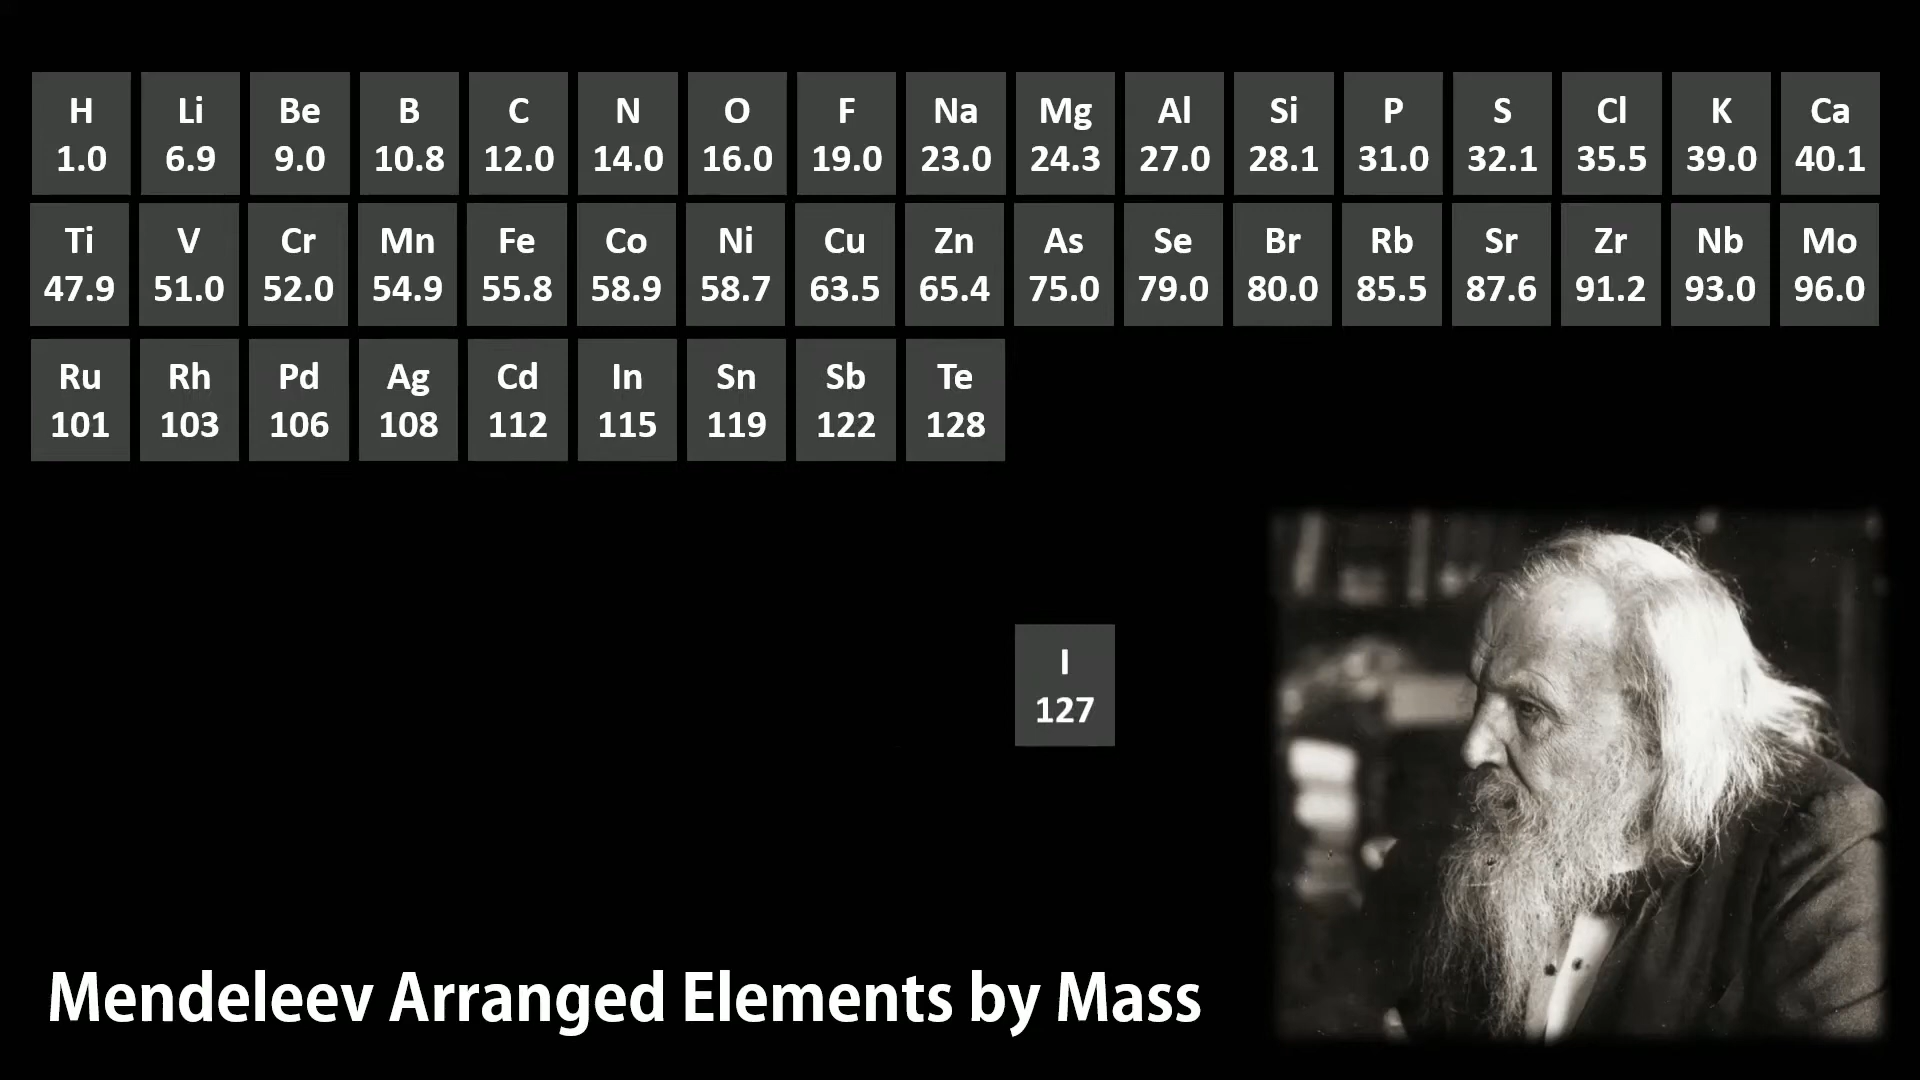 H Li Be B C N O F Na Mg Al Si P S Cl K Ca
1.0 6.9 9.0 10.8 12.0 14.0 16.0 19.0 23.0 24.3 27.0 28.1 31.0 32.1 35.5 39.0 40.1
Ti V Cr Mn Fe Co Ni Cu Zn As Se Br Rb Sr Zr Nb Mo
47.9 51.0 52.0 54.9 55.8 58.9 58.7 63.5 65.4 75.0 79.0 80.0 85.5 87.6 91.2 93.0 96.0
Ru Rh Pd Ag Cd In Sn Sb Te
101 103 106 108 112 115 119 122 128
I
127
Mendeleev Arranged Elements by Mass